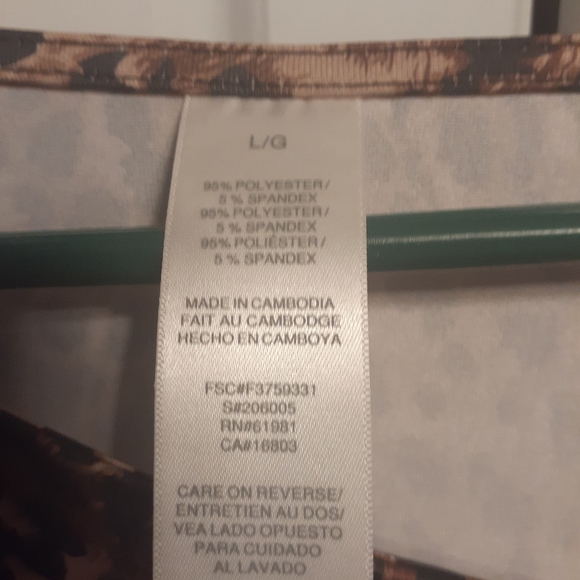 L/G
95% POLYESTER/
5% SPANDEX
95% POLYESTER/
5% SPANDEX
95% POLIÉSTER/
5% SPANDEX
MADE IN CAMBODIA
FAIT AU CAMBODGE
HECHO EN CAMBOYA
FSC#F3759331
S#206005
RN#61981
CA#16803
CARE ON REVERSE/
ENTRETIEN AU DOS/
VEA LADO OPUESTO
PARA CUIDADO
AL LAVADO